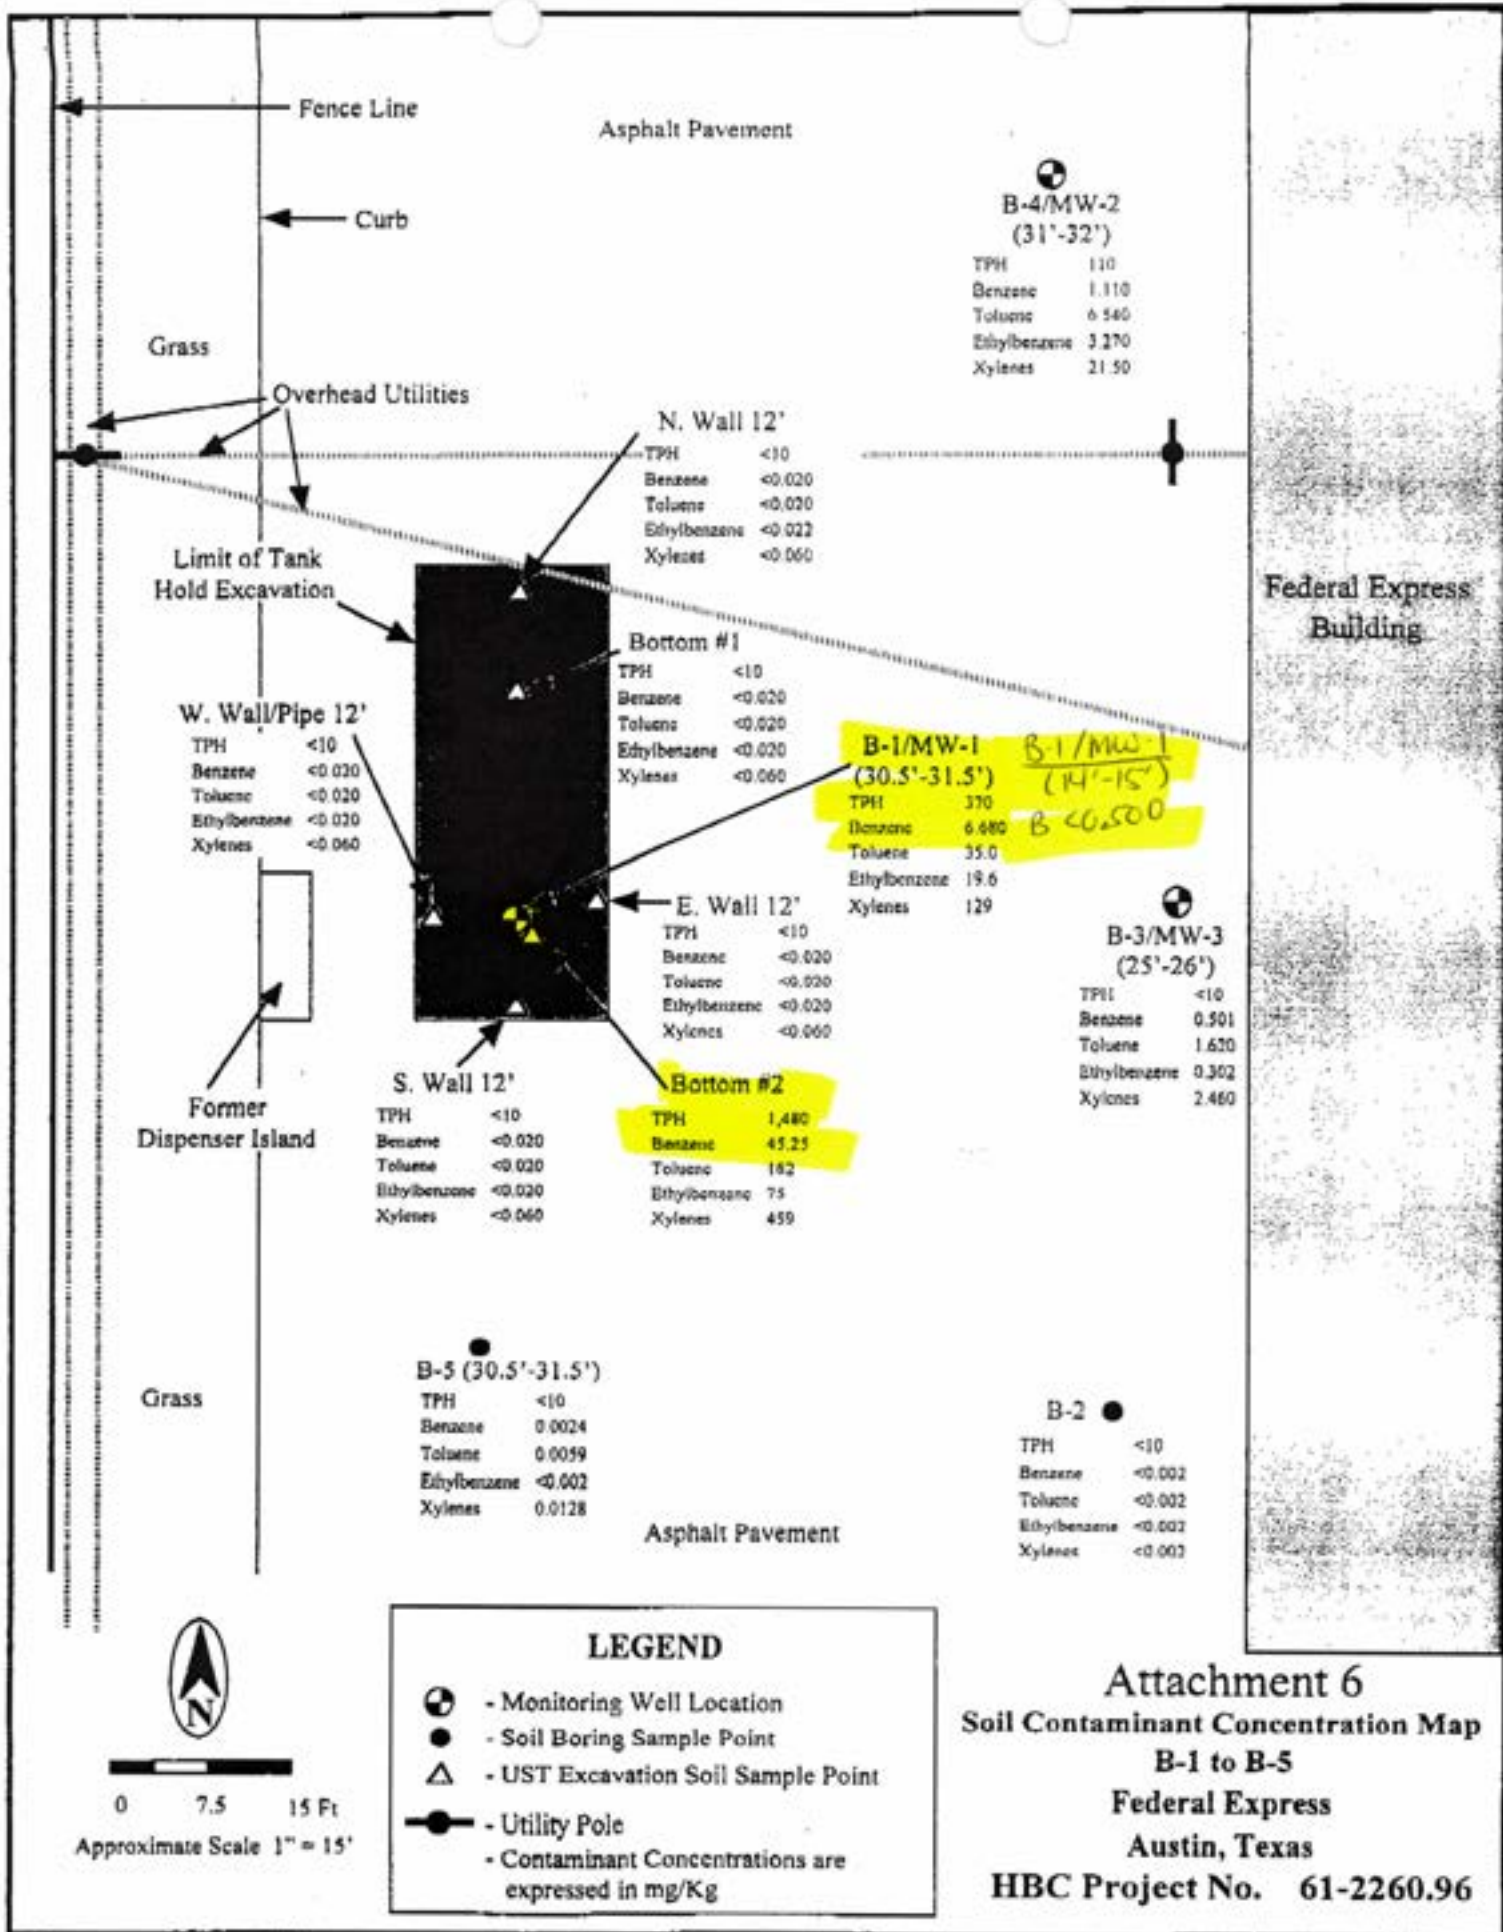 Fence Line
Asphalt Pavement
Curb
B-4/MW-2
(31'-32')
TPH 110
Benzene 1.110
Toluene 6.540
Ethylbenzene 3.270
Xylenes 21.50
Grass
Overhead Utilities
N. Wall 12'
TPH <10
Benzene <0.020
Toluene <0.020
Ethylbenzene <0.022
Xylenes <0.060
Limit of Tank
Hold Excavation
Federal Express
Building
Bottom #1
TPH <10
Benzene <0.020
Toluene <0.020
Ethylbenzene <0.020
Xylenes <0.060
W. Wall/Pipe 12'
TPH <10
Benzene <0.020
Toluene <0.020
Ethylbenzene <0.020
Xylenes <0.060
B-1/MW-1
(30.5'-31.5')
TPH 370
Benzene 6.680
Toluene 35.0
Ethylbenzene 19.6
Xylenes 129
B-1/MW-1
(14'-15')
B <0.500
E. Wall 12'
TPH <10
Benzene <0.020
Toluene <0.020
Ethylbenzene <0.020
Xylenes <0.060
B-3/MW-3
(25'-26')
TPH <10
Benzene 0.501
Toluene 1.620
Ethylbenzene 0.302
Xylenes 2.460
Former
Dispenser Island
S. Wall 12'
TPH <10
Benzene <0.020
Toluene <0.020
Ethylbenzene <0.020
Xylenes <0.060
Bottom #2
TPH 1,480
Benzene 45.25
Toluene 162
Ethylbenzene 75
Xylenes 459
B-5 (30.5'-31.5')
TPH <10
Benzene 0.0024
Toluene 0.0059
Ethylbenzene <0.002
Xylenes 0.0128
Grass
B-2
TPH <10
Benzene <0.002
Toluene <0.002
Ethylbenzene <0.002
Xylenes <0.002
Asphalt Pavement
N
0 7.5 15 Ft
Approximate Scale 1" = 15'
LEGEND
- Monitoring Well Location
- Soil Boring Sample Point
- UST Excavation Soil Sample Point
- Utility Pole
- Contaminant Concentrations are
expressed in mg/Kg
Attachment 6
Soil Contaminant Concentration Map
B-1 to B-5
Federal Express
Austin, Texas
HBC Project No. 61-2260.96